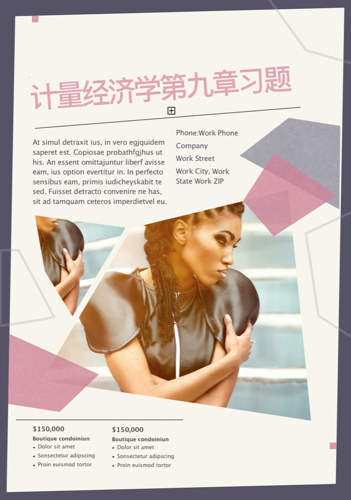 计量经济学第九章习题
At simul detraxit ius, in vero egjquidem
saperet est. Copiosae probathfgjhus ut
his. An essent omittajuntur liberf avisse
eam, ius option evertitur in. In perfecto
sensibus eam, primis iudicheyskabit te
sed. Fuisset detracto convenire ne has,
sit ad tamquam ceteros imperdietvel eu.
Phone:Work Phone
Company
Work Street
Work City, Work
State Work ZIP
$150,000
Boutique condoiniun
• Dolor sit amet
• Sonsectetur adipscing
• Proin euismod tortor
$150,000
Boutique condoiniun
• Dolor sit amet
• Sonsectetur adipscing
• Proin euismod tortor